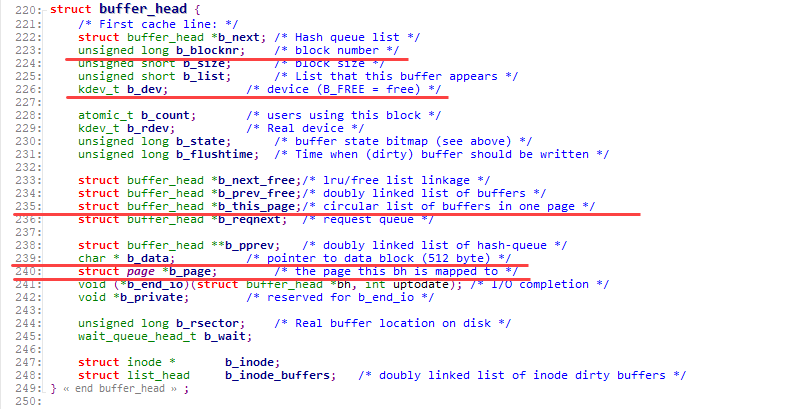 220: struct buffer_head {
221: /* First cache line: */
222: struct buffer_head *b_next; /* Hash queue list */
223: unsigned long b_blocknr; /* block number */
224: unsigned short b_size; /* block size */
225: unsigned short b_list; /* List that this buffer appears */
226: kdev_t b_dev; /* device (B_FREE = free) */
227:
228: atomic_t b_count; /* users using this block */
229: kdev_t b_rdev; /* Real device */
230: unsigned long b_state; /* buffer state bitmap (see above) */
231: unsigned long b_flushtime; /* Time when (dirty) buffer should be written */
232:
233: struct buffer_head *b_next_free;/* lru/free list linkage */
234: struct buffer_head *b_prev_free;/* doubly linked list of buffers */
235: struct buffer_head *b_this_page;/* circular list of buffers in one page */
236: struct buffer_head *b_reqnext; /* request queue */
237:
238: struct buffer_head **b_pprev; /* doubly linked list of hash-queue */
239: char * b_data; /* pointer to data block (512 byte) */
240: struct page *b_page; /* the page this bh is mapped to */
241: void (*b_end_io)(struct buffer_head *bh, int uptodate); /* I/O completion */
242: void *b_private; /* reserved for b_end_io */
243:
244: unsigned long b_rsector; /* Real buffer location on disk */
245: wait_queue_head_t b_wait;
246:
247: struct inode * b_inode;
248: struct list_head b_inode_buffers; /* doubly linked list of inode dirty buffers */
249: } « end buffer_head » ;
250: